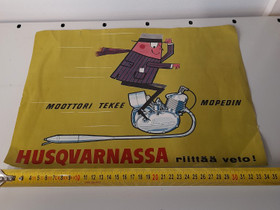 MOOTTORI TEKEE MOPEDIN
HUSQVARNASSA riittää veto!